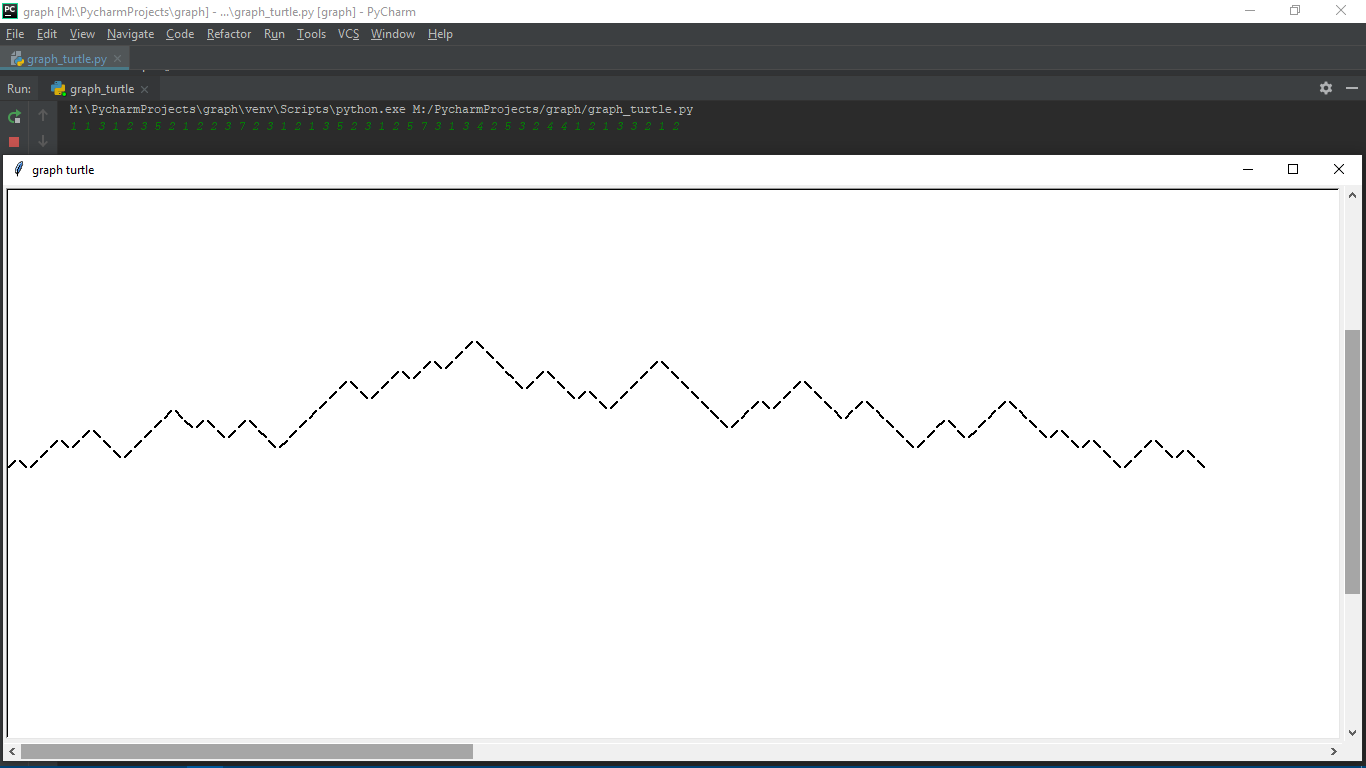 graph [M:\PycharmProjects\graph] - ...\graph_turtle.py [graph] - PyCharm
File Edit View Navigate Code Refactor Run Tools VCS Window Help
graph_turtle.py
Run: graph_turtle
M:\PycharmProjects\graph\venv\Scripts\python.exe M:/PycharmProjects/graph/graph_turtle.py
1 1 3 1 2 3 5 2 1 2 2 3 7 2 3 1 2 1 3 5 2 3 1 2 5 7 3 1 3 4 2 5 3 2 4 4 1 2 1 3 3 2 1 2
graph turtle